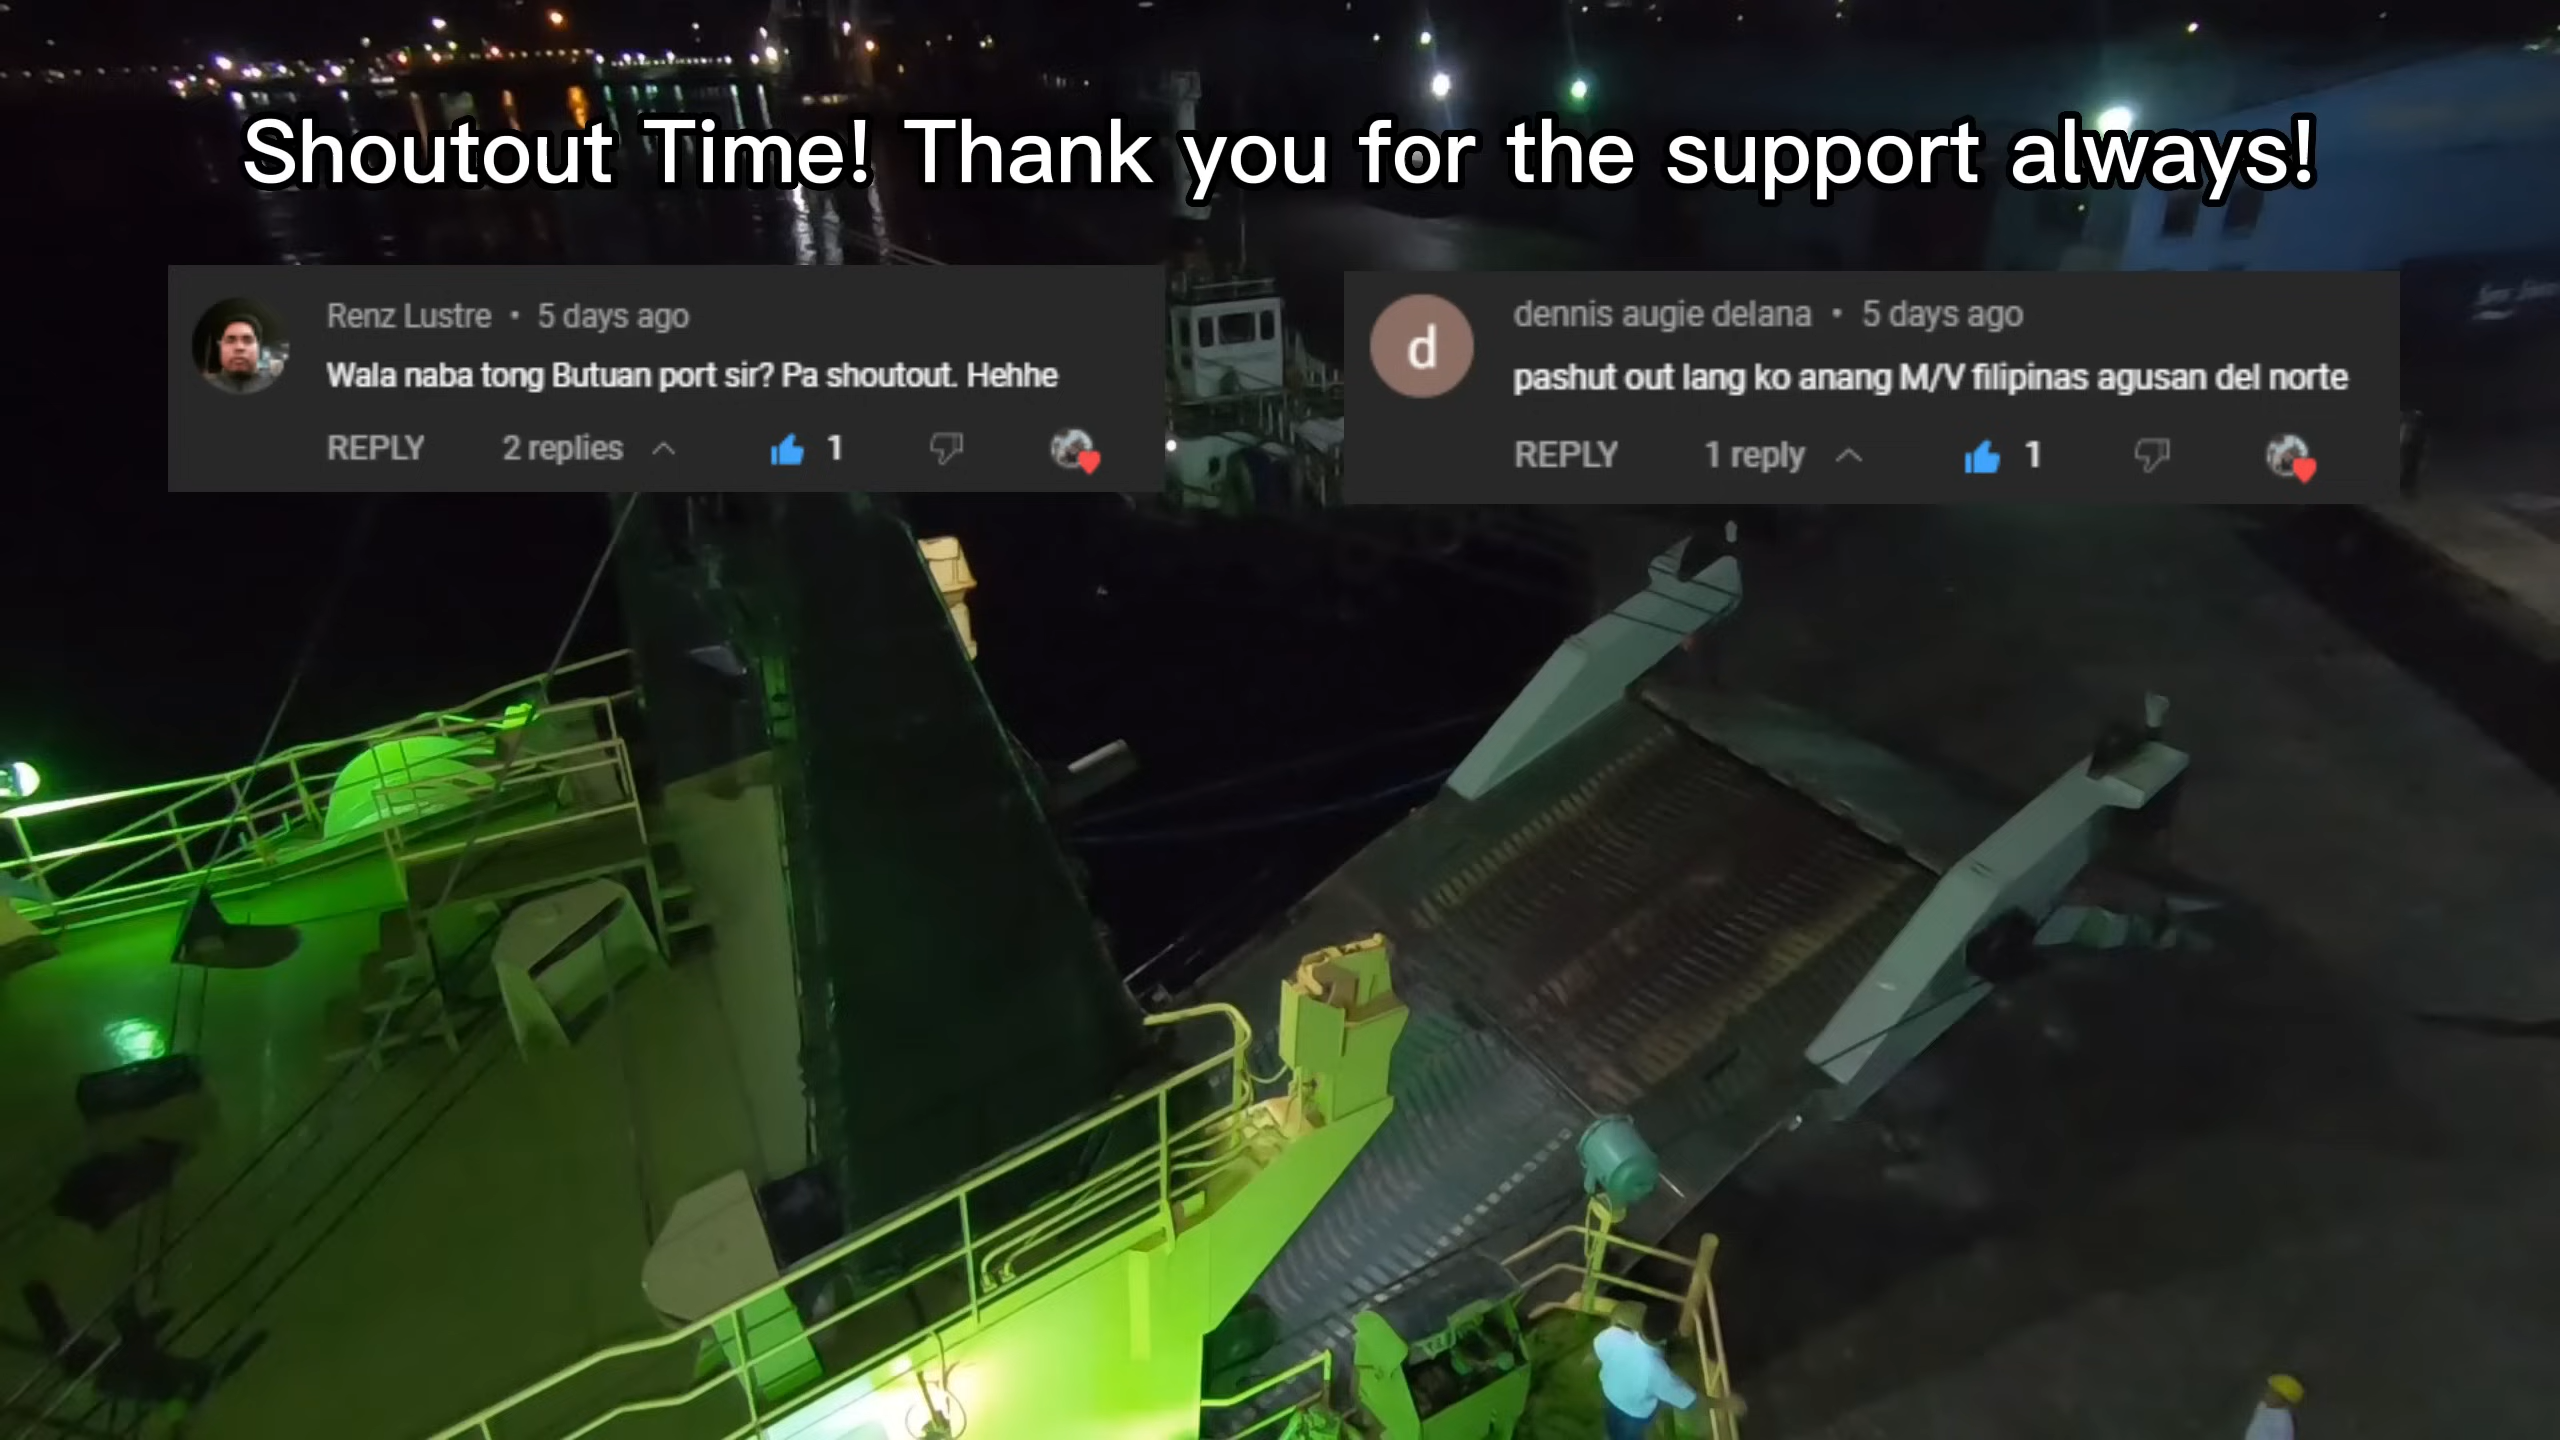 Shoutout Time! Thank you for the support always!
Renz Lustre • 5 days ago
Wala naba tong Butuan port sir? Pa shoutout. Hehhe
REPLY 2 replies 1
d
dennis augie delana • 5 days ago
pashut out lang ko anang M/V filipinas agusan del norte
REPLY 1 reply 1